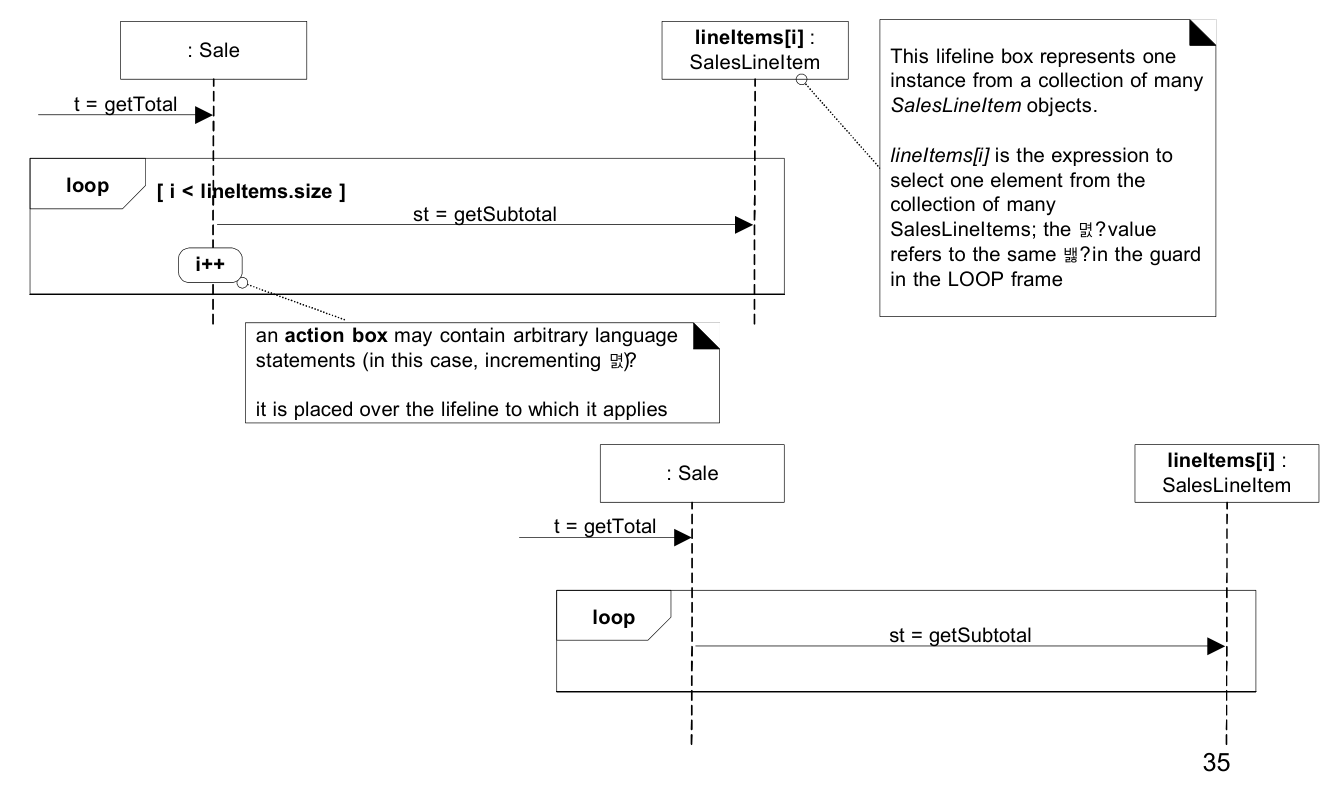 : Sale
lineItems[i] :
SalesLineItem
t = getTotal
loop
[ i < lineItems.size ]
st = getSubtotal
i++
This lifeline box represents one
instance from a collection of many
SalesLineItem objects.
lineItems[i] is the expression to
select one element from the
collection of many
SalesLineItems; the 멼?value
refers to the same 밿?in the guard
in the LOOP frame
an action box may contain arbitrary language
statements (in this case, incrementing 멼)?
it is placed over the lifeline to which it applies
: Sale
lineItems[i] :
SalesLineItem
t = getTotal
loop
st = getSubtotal
35